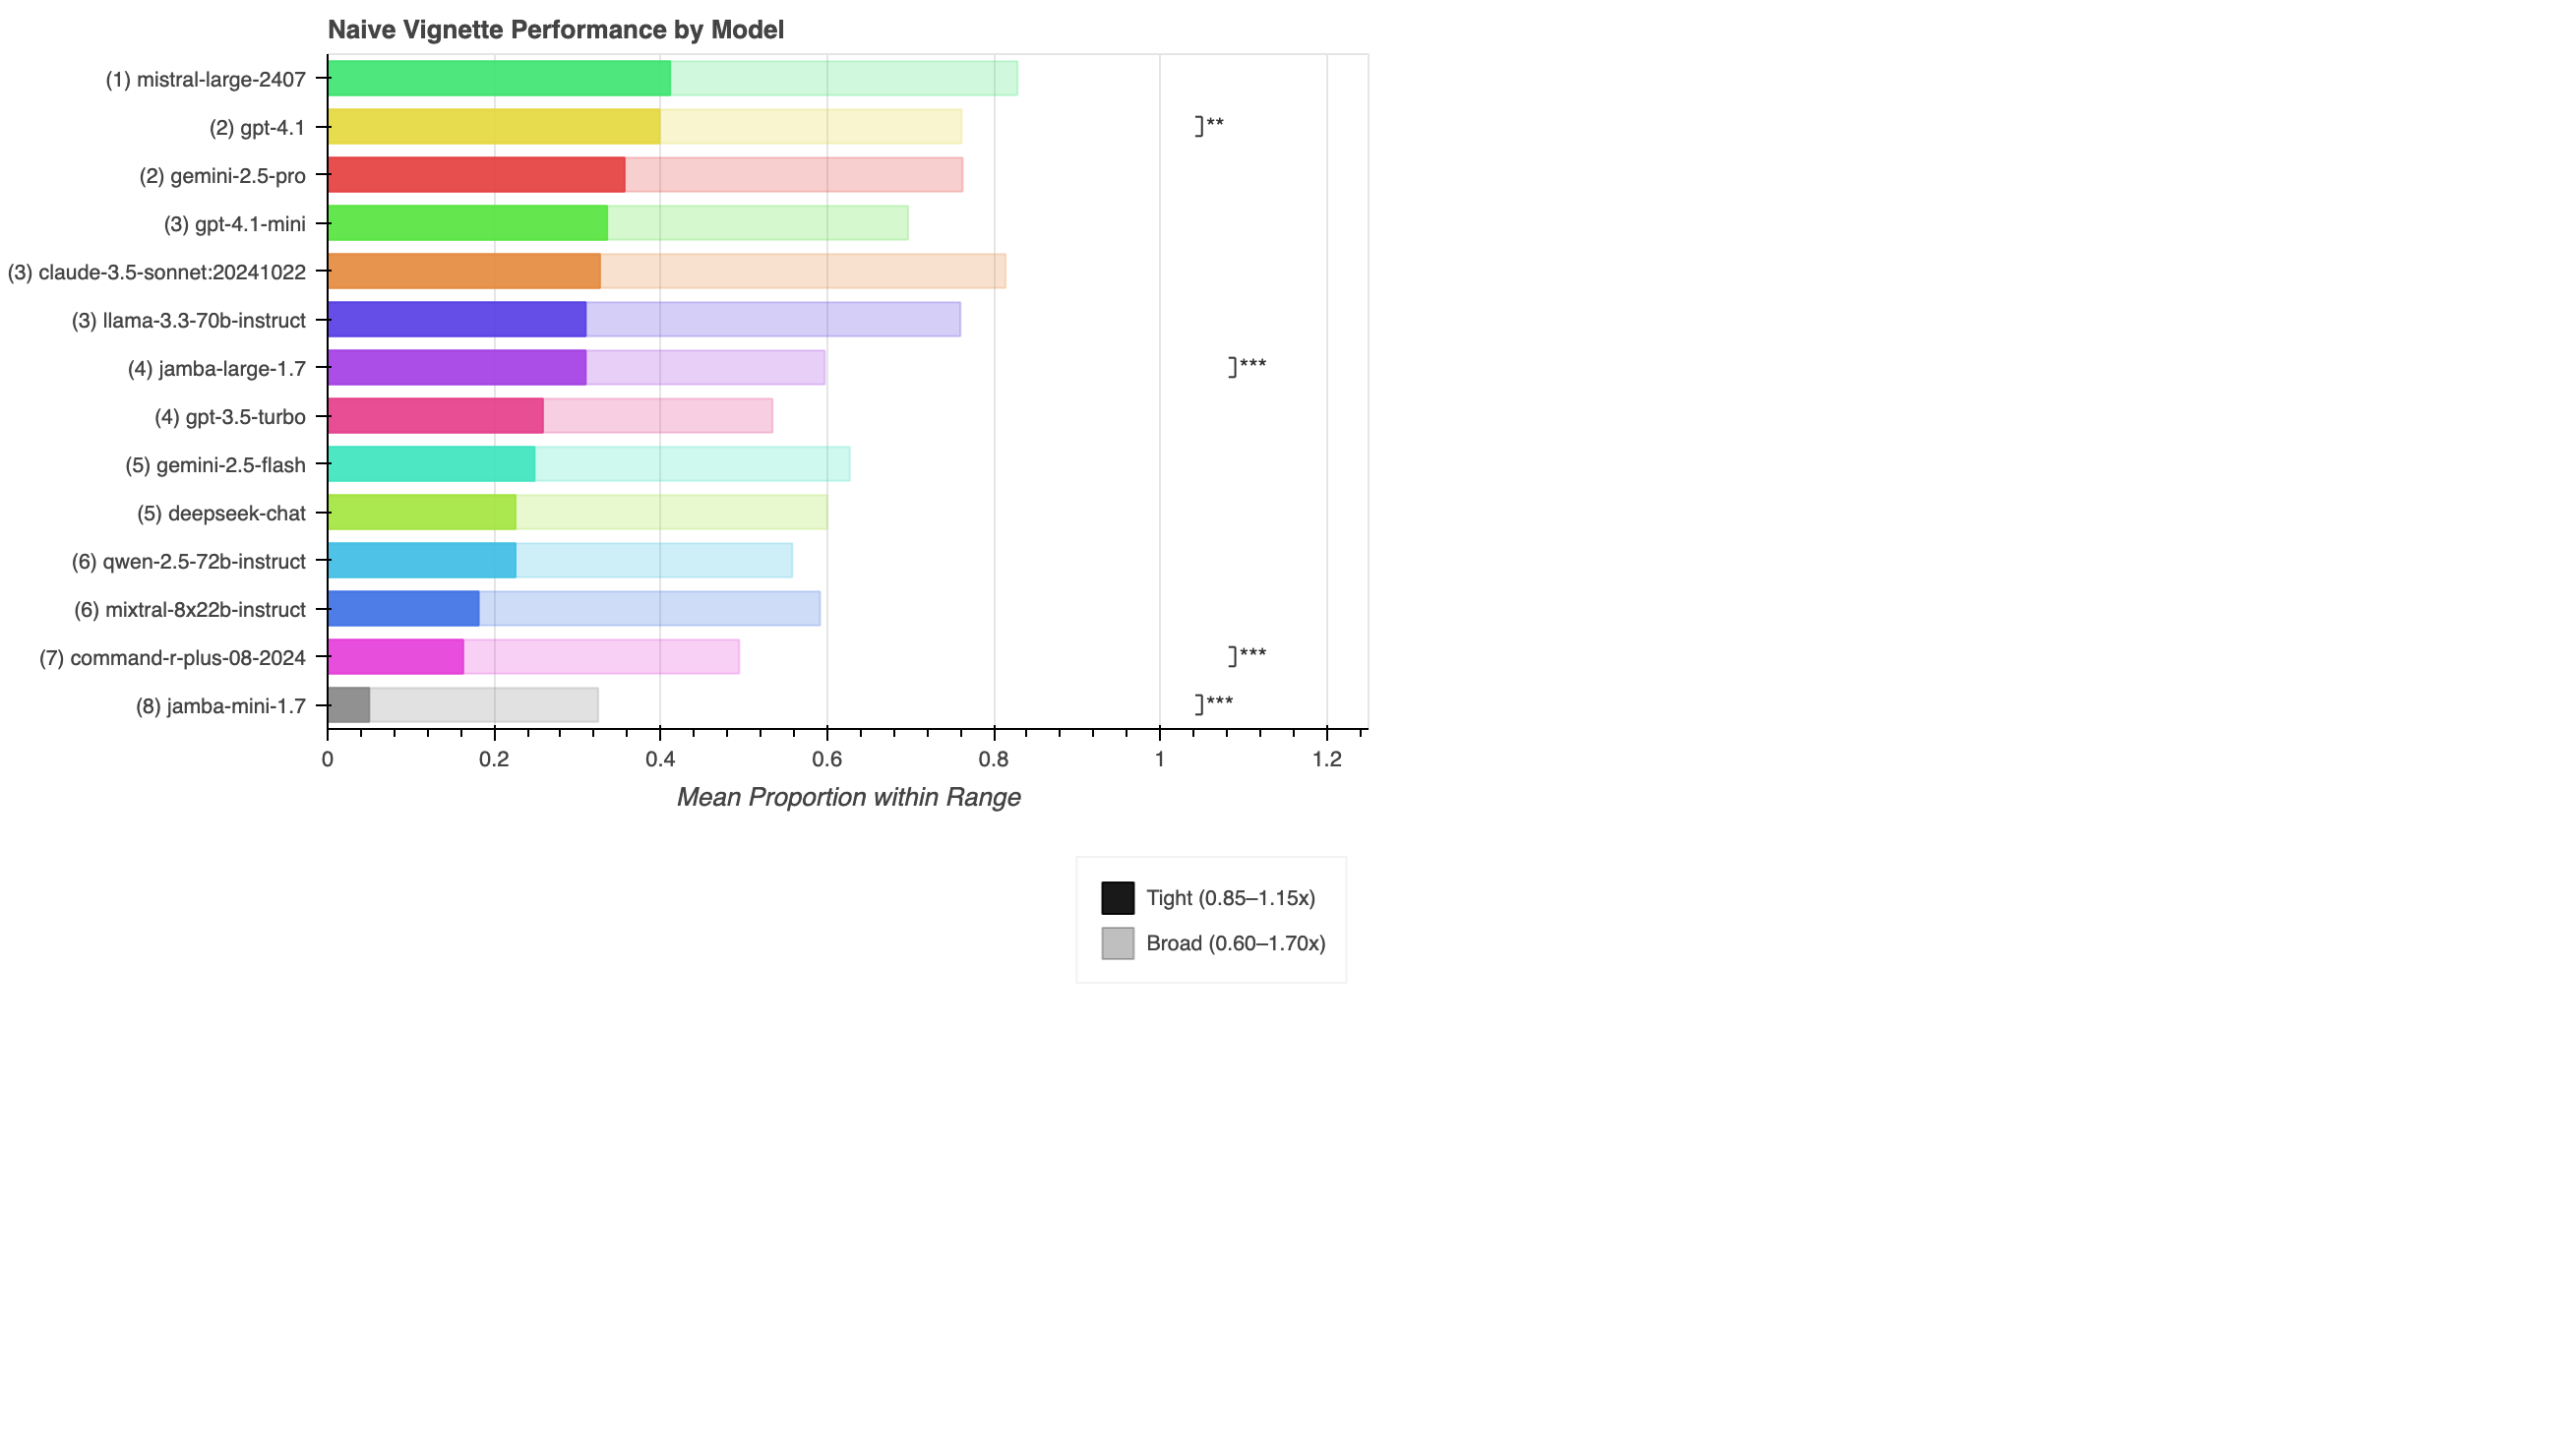 Naive Vignette Performance by Model
(1) mistral-large-2407
(2) gpt-4.1
**
(2) gemini-2.5-pro
(3) gpt-4.1-mini
(3) claude-3.5-sonnet:20241022
(3) llama-3.3-70b-instruct
(4) jamba-large-1.7
***
(4) gpt-3.5-turbo
(5) gemini-2.5-flash
(5) deepseek-chat
(6) qwen-2.5-72b-instruct
(6) mixtral-8x22b-instruct
(7) command-r-plus-08-2024
***
(8) jamba-mini-1.7
***
0 0.2 0.4 0.6 0.8 1 1.2
Mean Proportion within Range
Tight (0.85–1.15x)
Broad (0.60–1.70x)